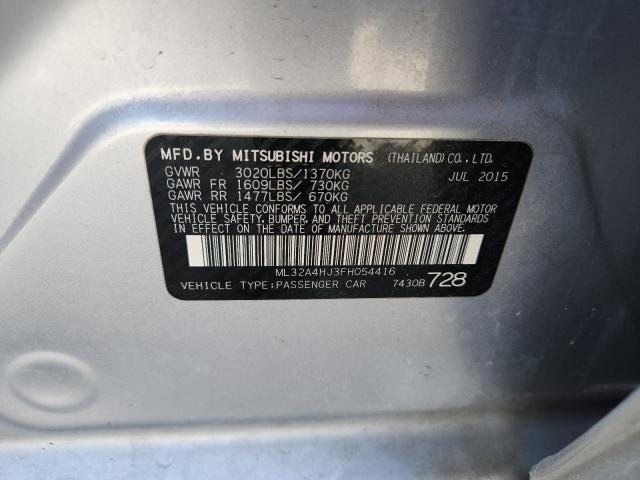 MFD.BY MITSUBISHI MOTORS (THAILAND) CO.,LTD.
GVWR 3020LBS/1370KG JUL 2015
GAWR FR 1609LBS/ 730KG
GAWR RR 1477LBS/ 670KG
THIS VEHICLE CONFORMS TO ALL APPLICABLE FEDERAL MOTOR
VEHICLE SAFETY, BUMPER, AND THEFT PREVENTION STANDARDS
IN EFFECT ON THE DATE OF MANUFACTURE SHOWN ABOVE.
ML32A4HJ3FH054416
VEHICLE TYPE:PASSENGER CAR 7430B 728